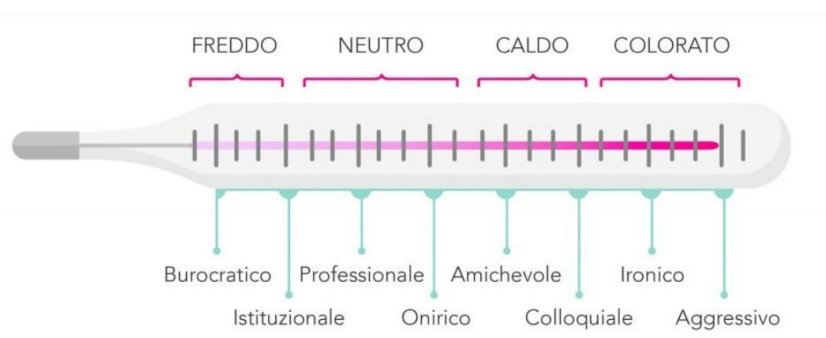 FREDDO NEUTRO CALDO COLORATO
Burocratico Professionale Amichevole Ironico
Istituzionale Onirico Colloquiale Aggressivo